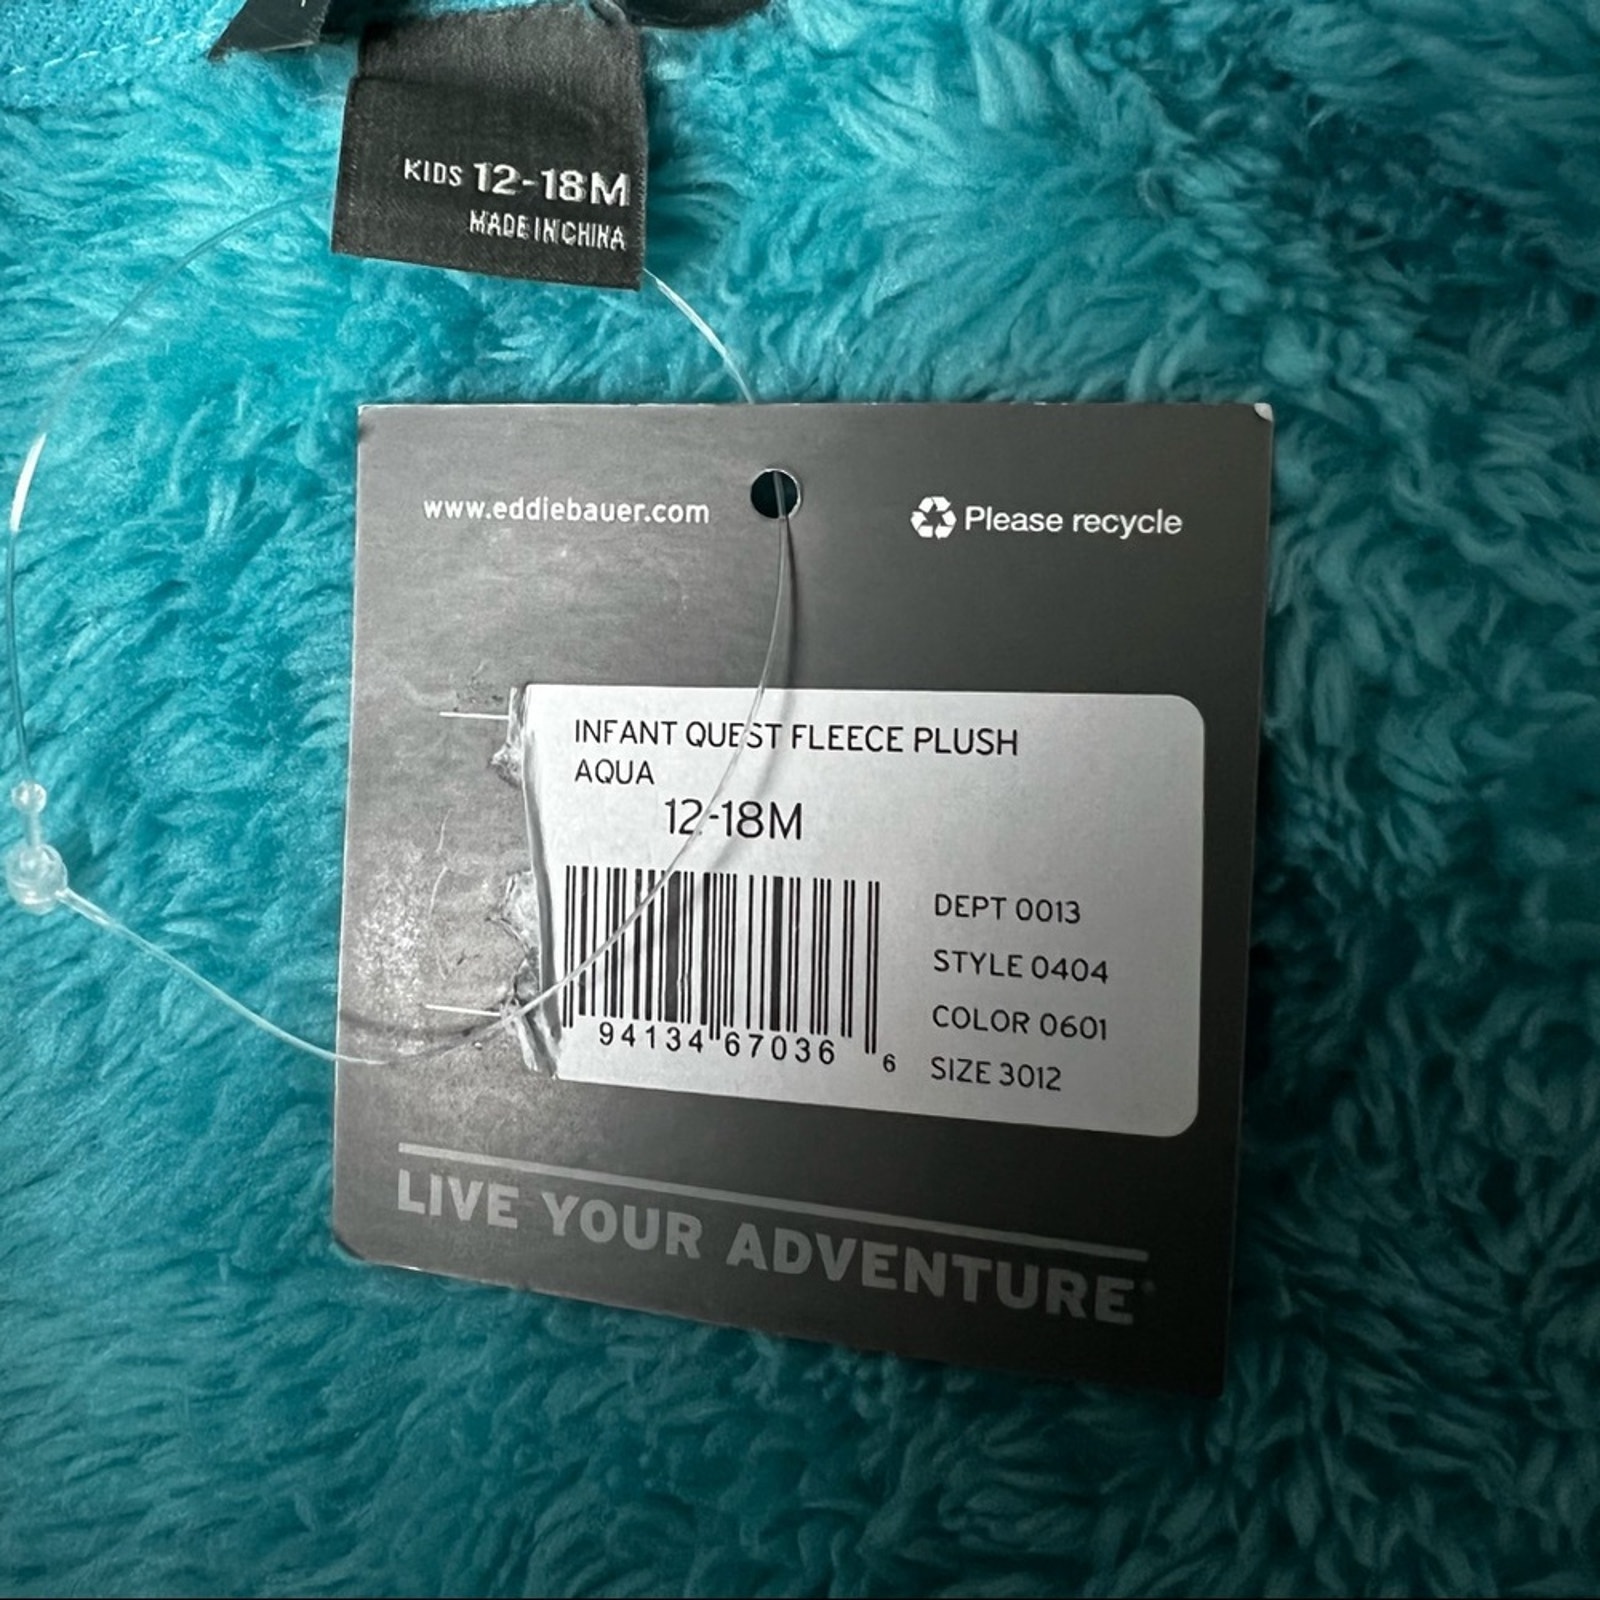 KIDS 12-18M
MADE IN CHINA
www.eddiebauer.com
Please recycle
INFANT QUEST FLEECE PLUSH
AQUA
12-18M
DEPT 0013
STYLE 0404
COLOR 0601
SIZE 3012
94134 67036 6
LIVE YOUR ADVENTURE